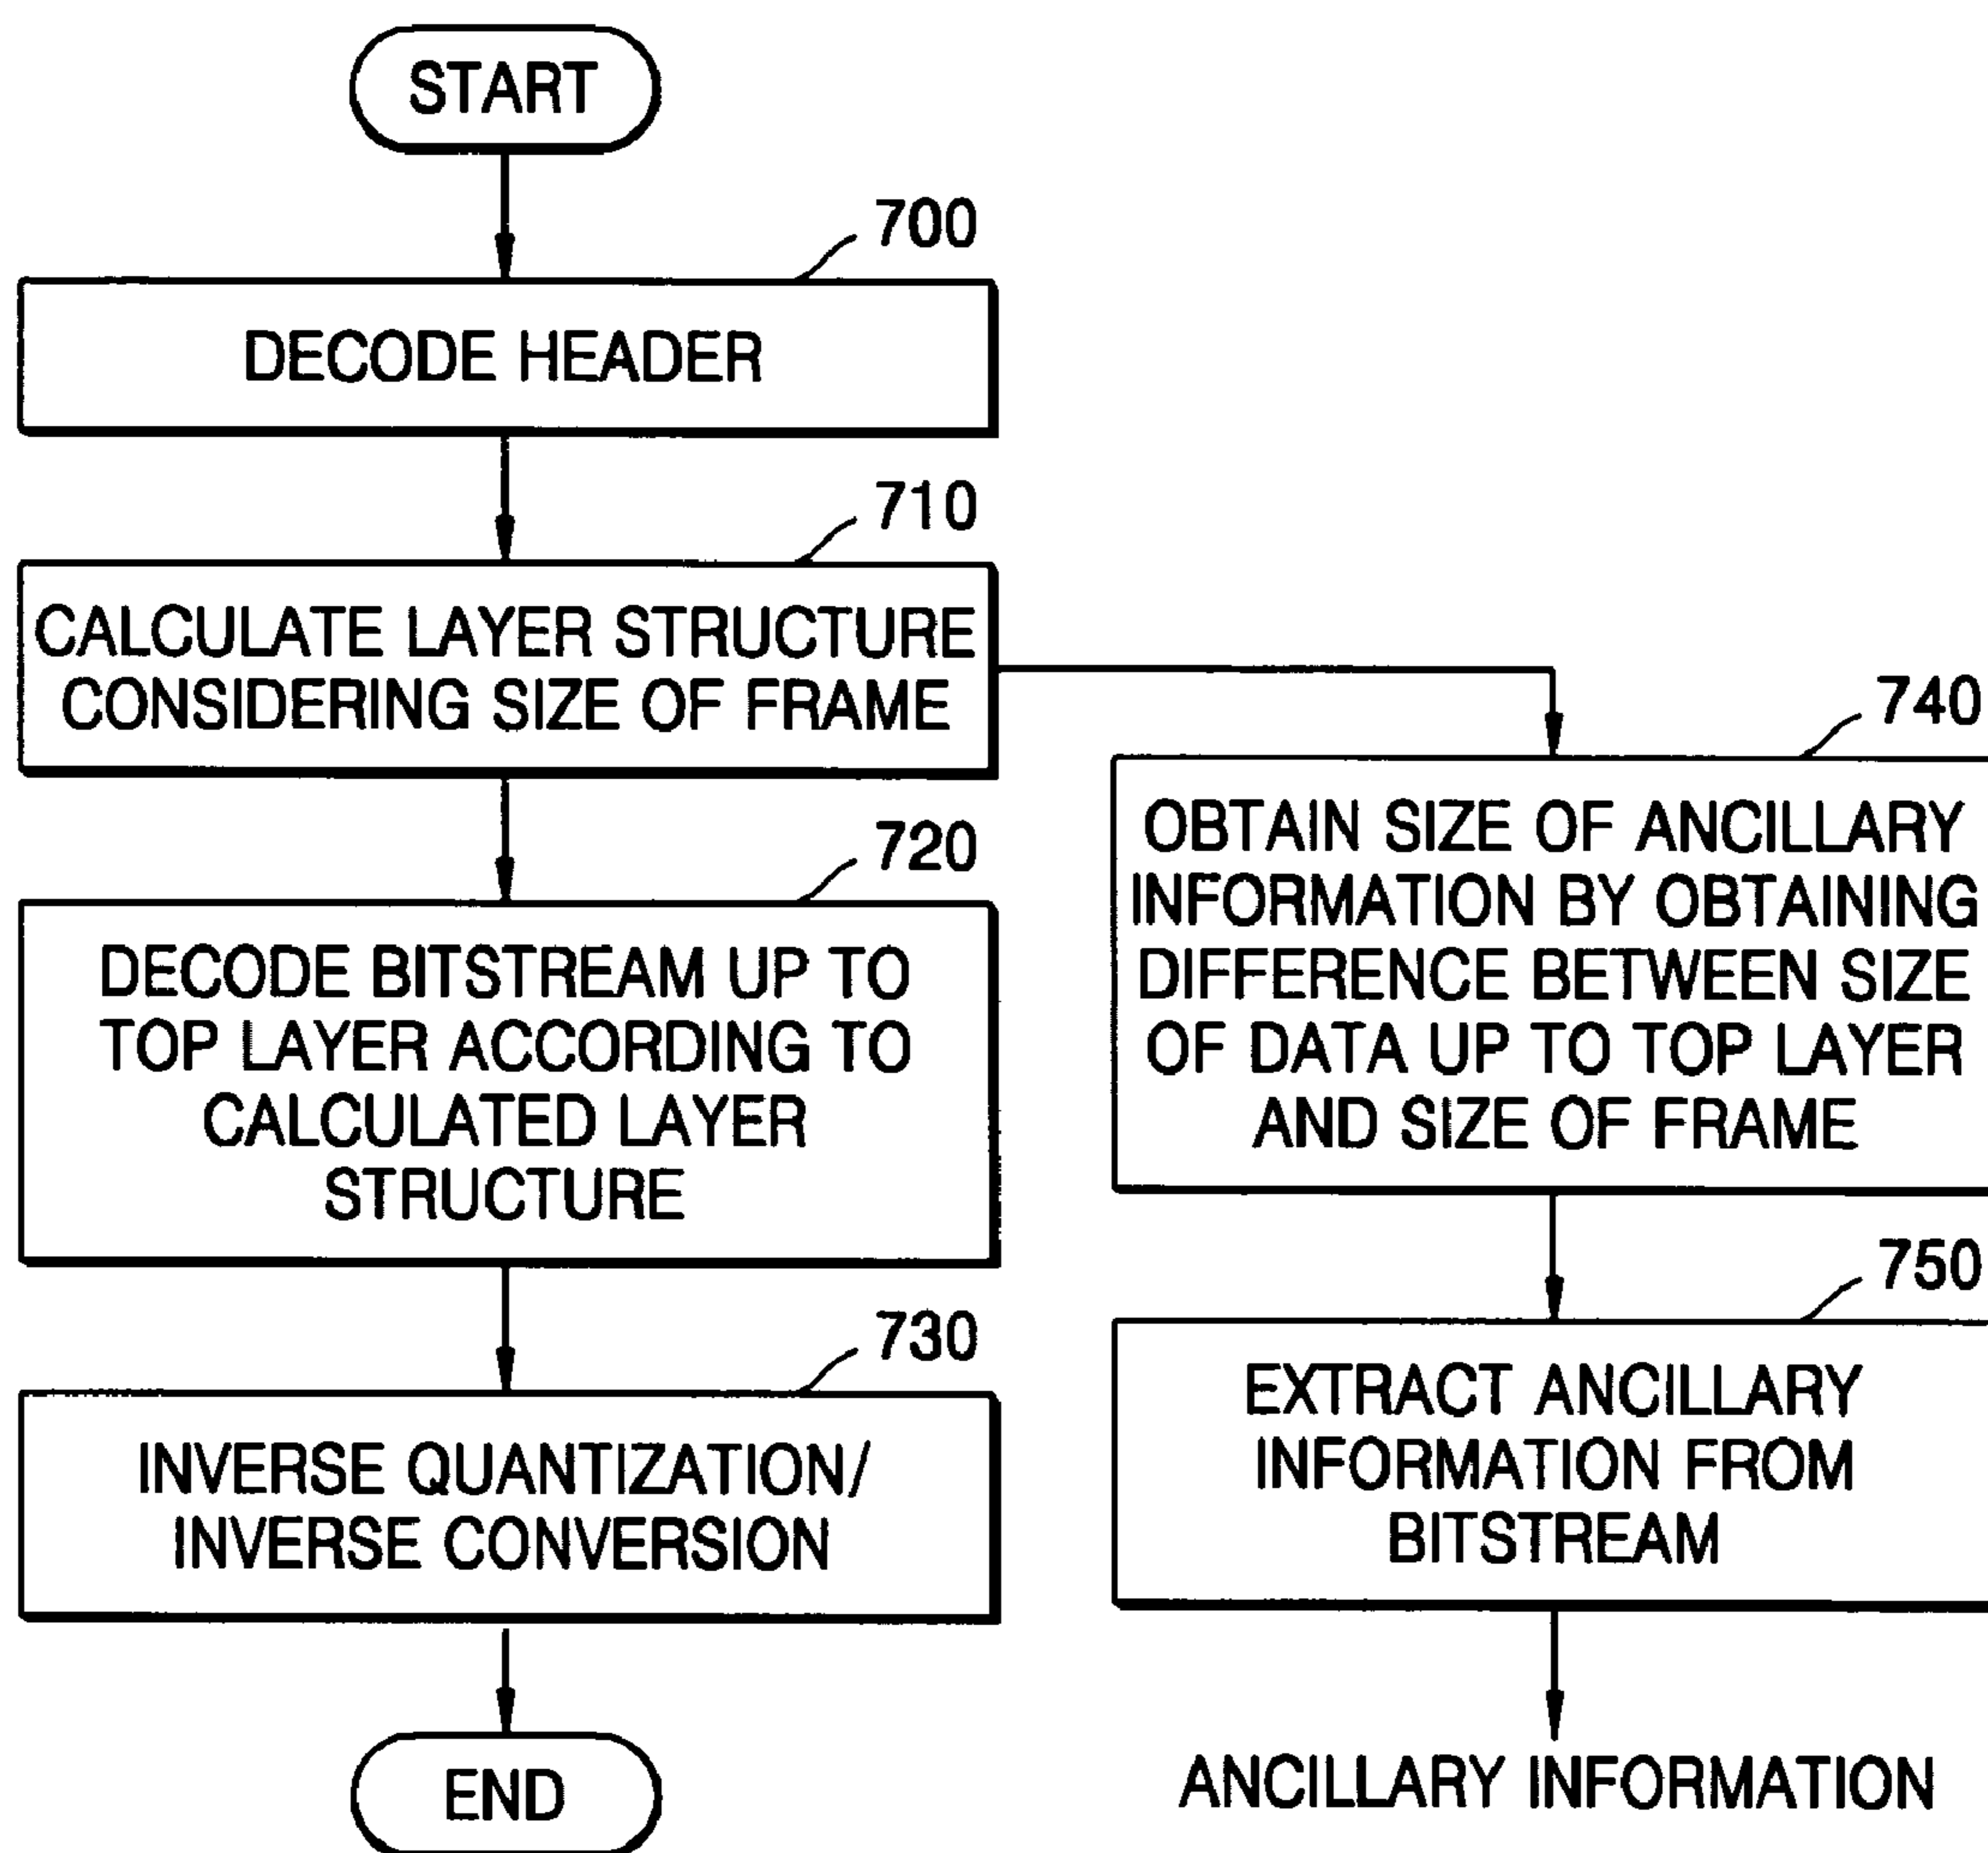 START
700
DECODE HEADER
710
CALCULATE LAYER STRUCTURE
CONSIDERING SIZE OF FRAME
720
DECODE BITSTREAM UP TO
TOP LAYER ACCORDING TO
CALCULATED LAYER
STRUCTURE
730
INVERSE QUANTIZATION/
INVERSE CONVERSION
END
740
OBTAIN SIZE OF ANCILLARY
INFORMATION BY OBTAINING
DIFFERENCE BETWEEN SIZE
OF DATA UP TO TOP LAYER
AND SIZE OF FRAME
750
EXTRACT ANCILLARY
INFORMATION FROM
BITSTREAM
ANCILLARY INFORMATION